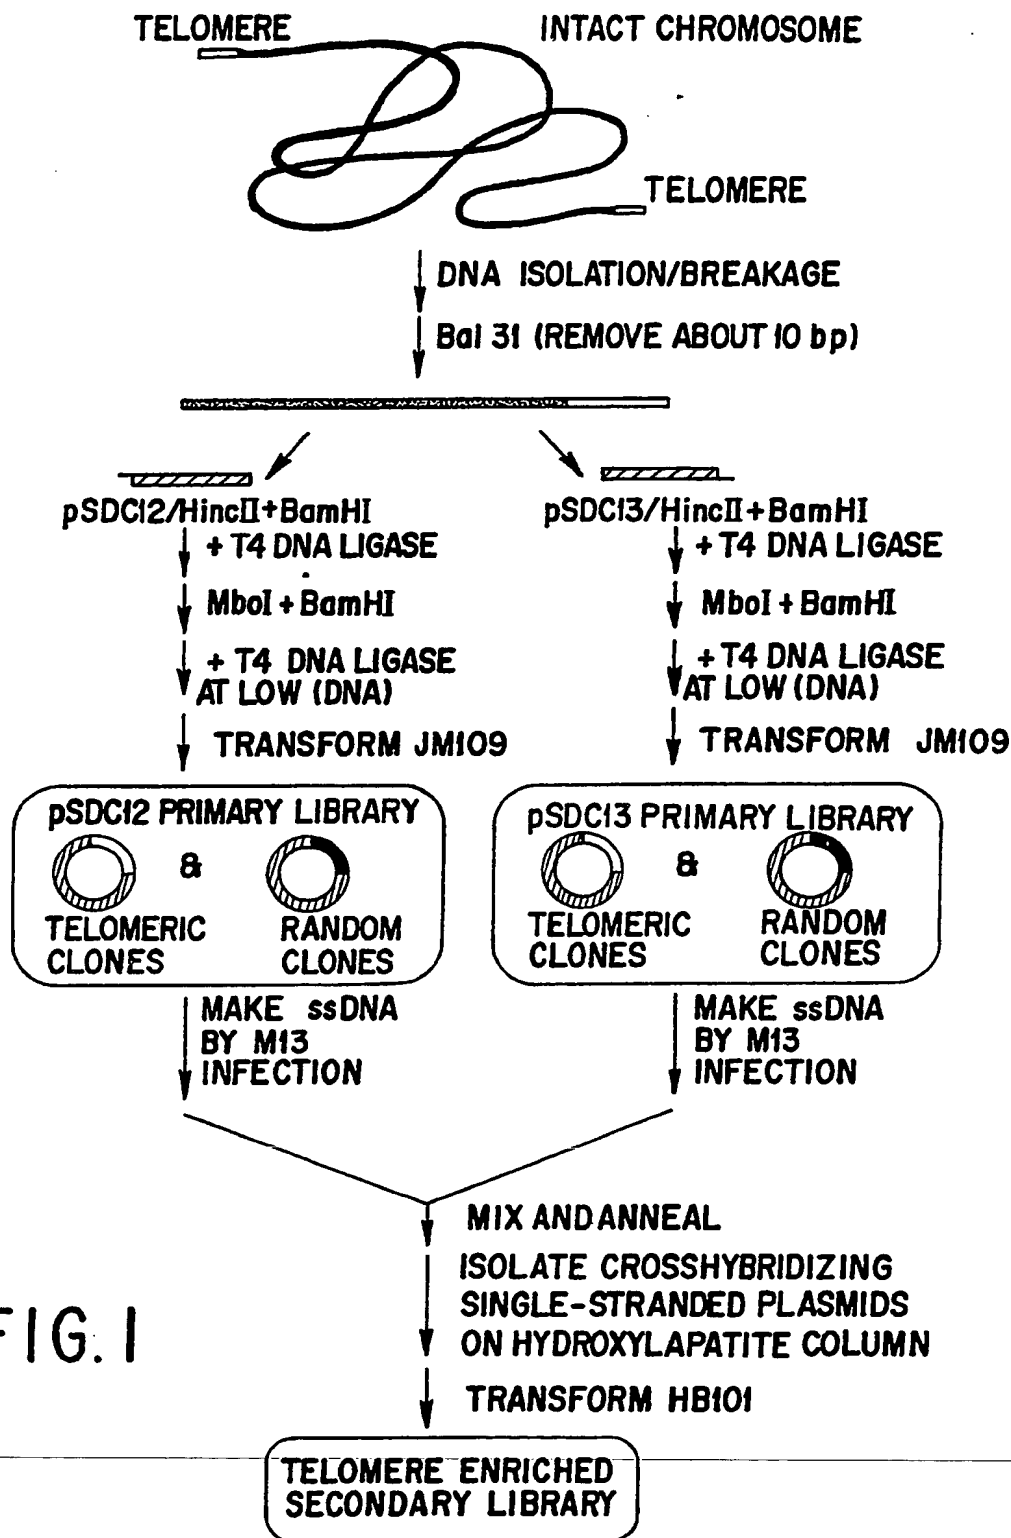 TELOMERE
INTACT CHROMOSOME
TELOMERE
DNA ISOLATION/BREAKAGE
Bal 31 (REMOVE ABOUT 10 bp)
pSDC12/HincII+BamHI
+ T4 DNA LIGASE
MboI + BamHI
+ T4 DNA LIGASE
AT LOW (DNA)
TRANSFORM JM109
pSDC12 PRIMARY LIBRARY
&
TELOMERIC
CLONES
RANDOM
CLONES
MAKE ssDNA
BY M13
INFECTION
pSDC13/HincII+BamHI
+ T4 DNA LIGASE
MboI + BamHI
+ T4 DNA LIGASE
AT LOW (DNA)
TRANSFORM JM109
pSDC13 PRIMARY LIBRARY
&
TELOMERIC
CLONES
RANDOM
CLONES
MAKE ssDNA
BY M13
INFECTION
MIX AND ANNEAL
ISOLATE CROSSHYBRIDIZING
SINGLE-STRANDED PLASMIDS
ON HYDROXYLAPATITE COLUMN
TRANSFORM HB101
TELOMERE ENRICHED
SECONDARY LIBRARY
FIG. 1